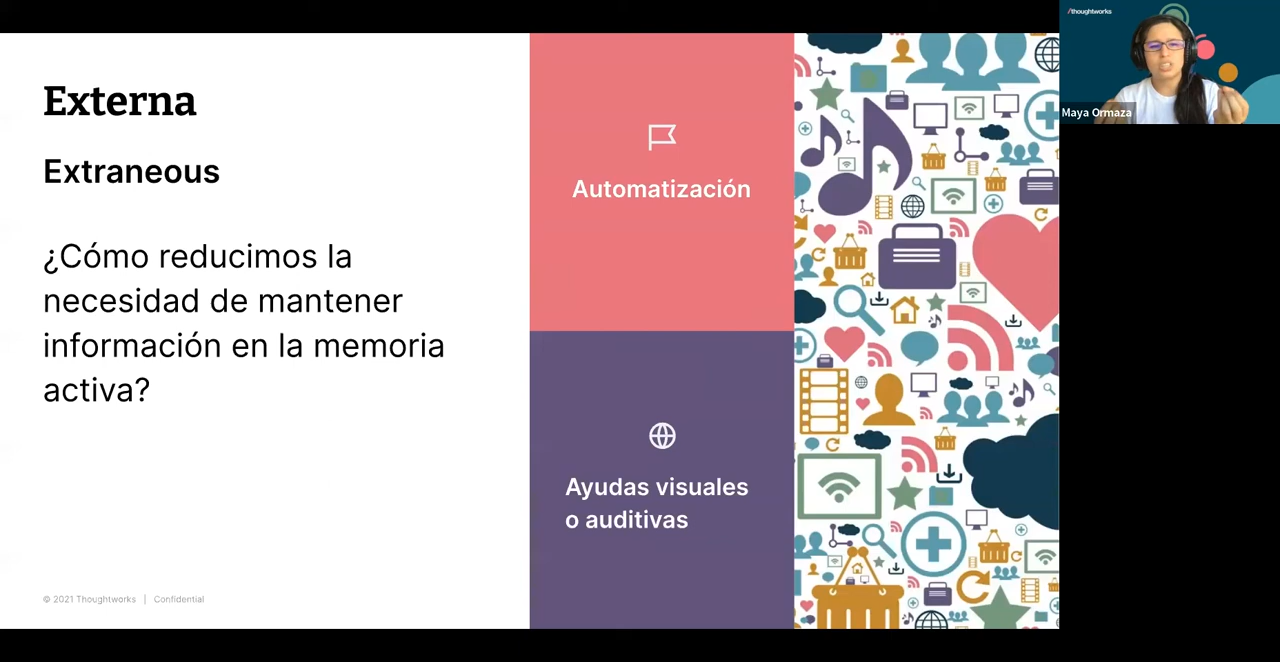 Externa
Extraneous
¿Cómo reducimos la
necesidad de mantener
información en la memoria
activa?
© 2021 Thoughtworks | Confidential
Automatización
Ayudas visuales
o auditivas
/thoughtworks
Maya Ormaza